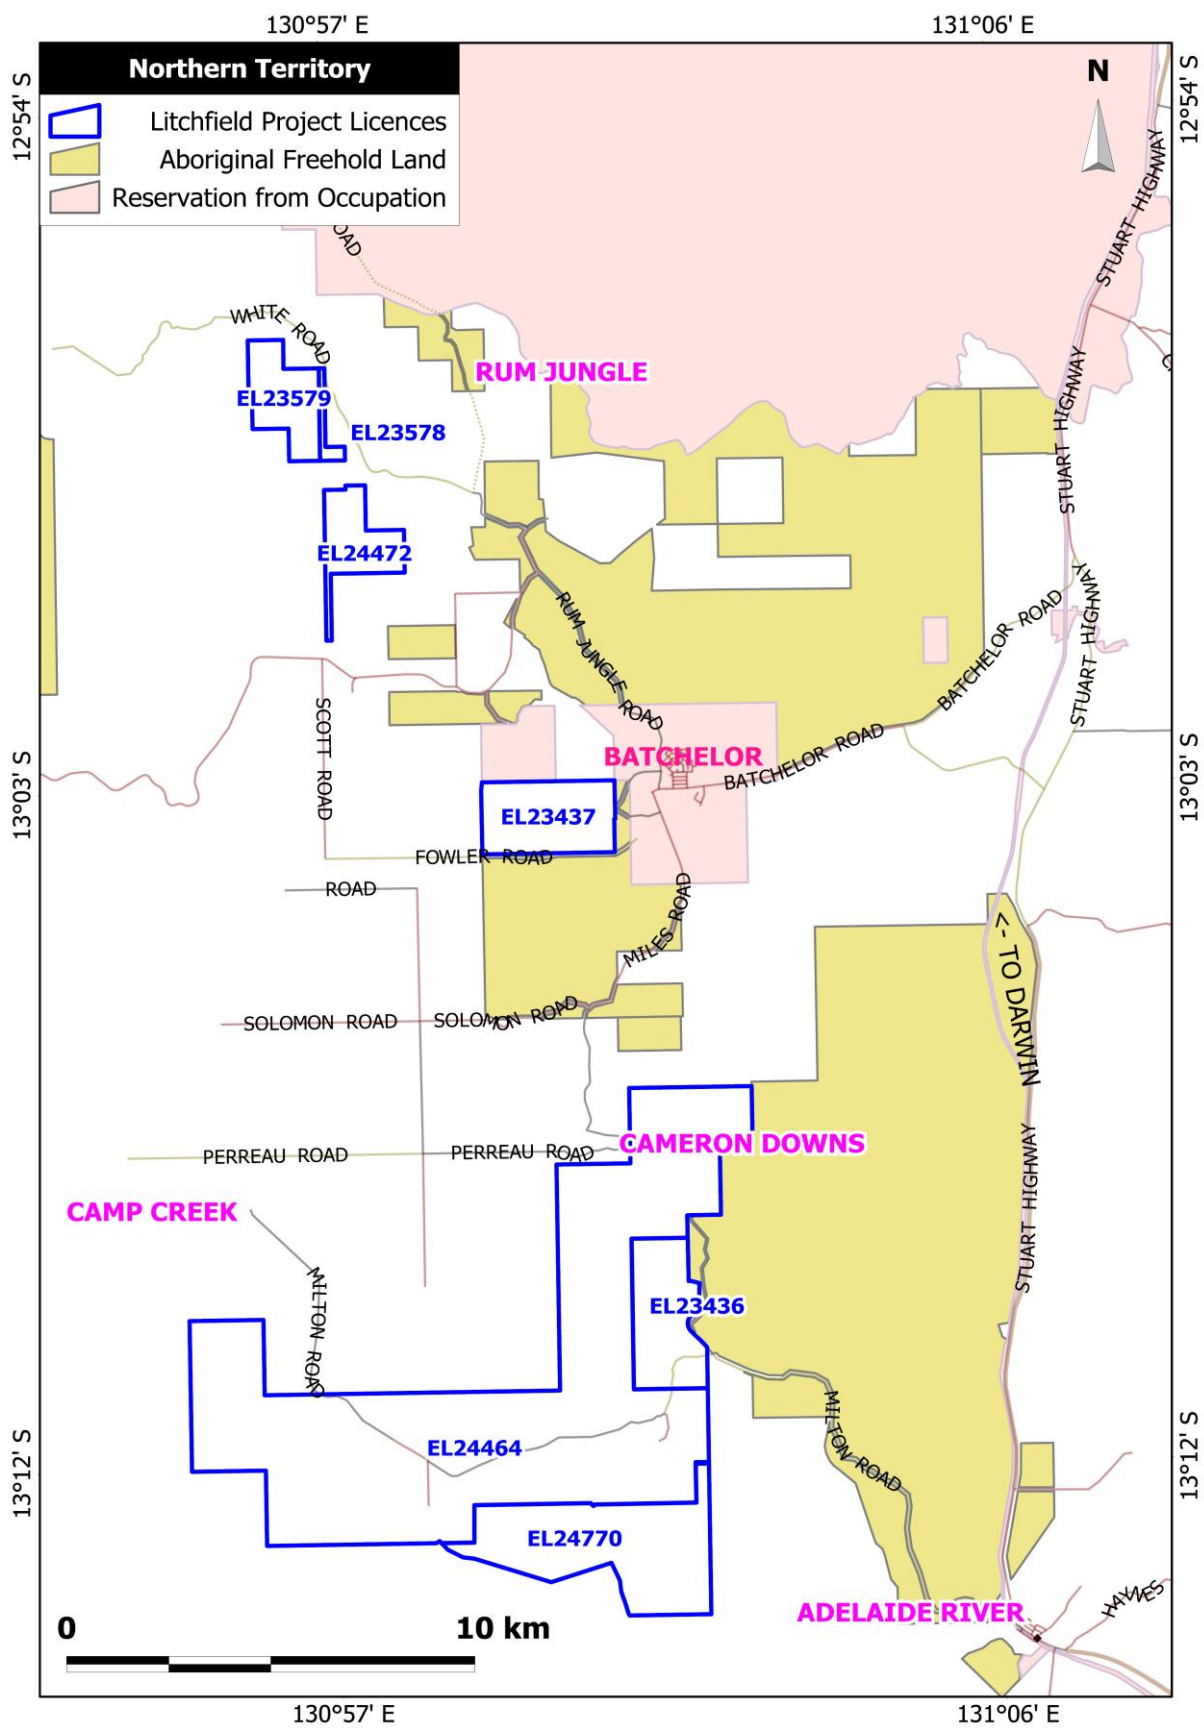 130°57' E
131°06' E
12°54' S
12°54' S
Northern Territory
Litchfield Project Licences
Aboriginal Freehold Land
Reservation from Occupation
N
STUART HIGHWAY
OAD
WHITE ROAD
RUM JUNGLE
EL23579
EL23578
STUART HIGHWAY
EL24472
STUART HIGHWAY
RUM JUNGLE ROAD
BATCHELOR ROAD
SCOTT ROAD
BATCHELOR
BATCHELOR ROAD
13°03' S
13°03' S
EL23437
FOWLER ROAD
ROAD
MILES ROAD
<- TO DARWIN
SOLOMON ROAD
SOLOMON ROAD
CAMERON DOWNS
PERREAU ROAD
PERREAU ROAD
CAMP CREEK
STUART HIGHWAY
MILTON ROAD
EL23436
MILTON ROAD
EL24464
13°12' S
13°12' S
EL24770
HAYNES
ADELAIDE RIVER
0
10 km
130°57' E
131°06' E